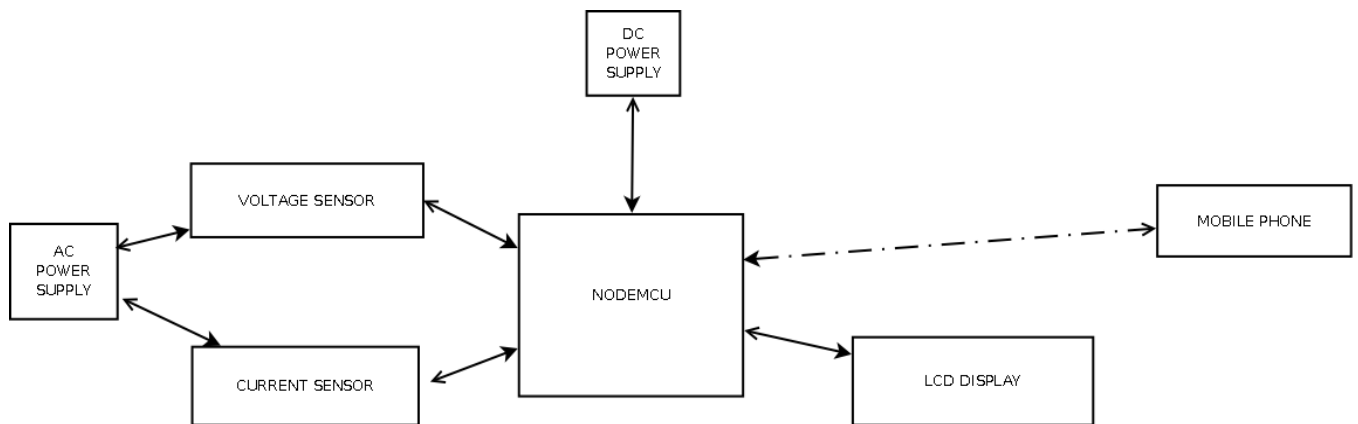 DC
POWER
SUPPLY
VOLTAGE SENSOR
MOBILE PHONE
AC
POWER
SUPPLY
NODEMCU
CURRENT SENSOR
LCD DISPLAY